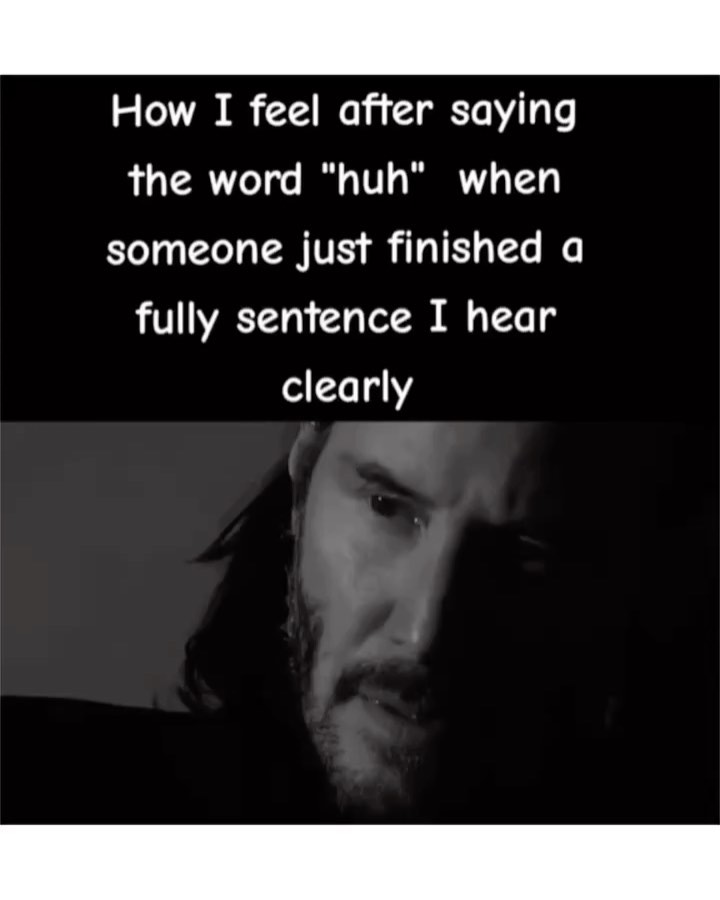 How I feel after saying
the word "huh"  when
someone just finished a
fully sentence I hear
clearly